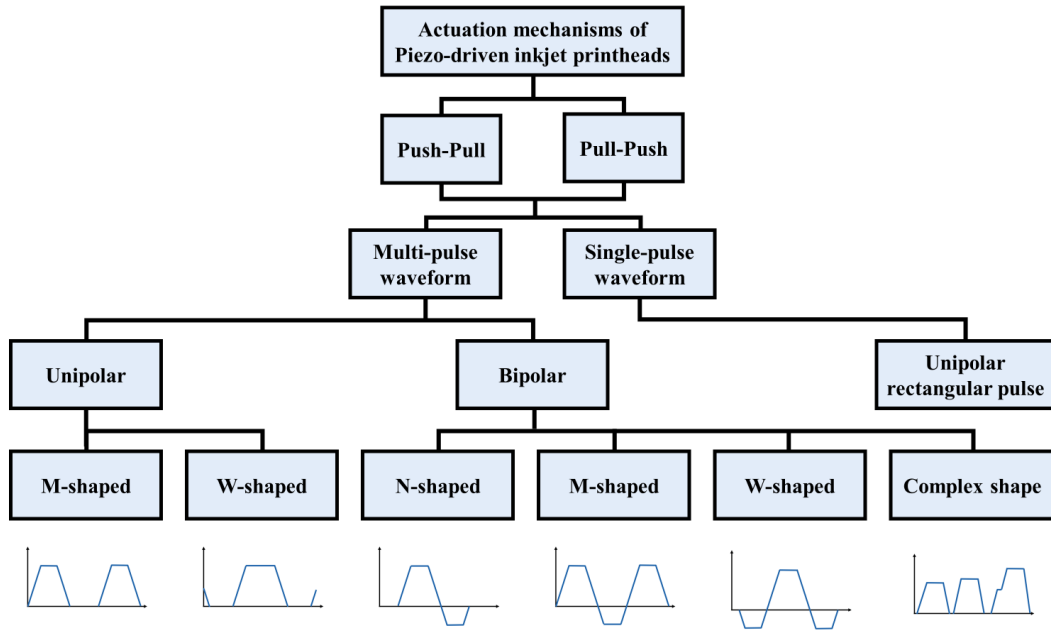 Actuation mechanisms of
Piezo-driven inkjet printheads
Push-Pull
Pull-Push
Multi-pulse
waveform
Single-pulse
waveform
Unipolar
Bipolar
Unipolar
rectangular pulse
M-shaped
W-shaped
N-shaped
M-shaped
W-shaped
Complex shape